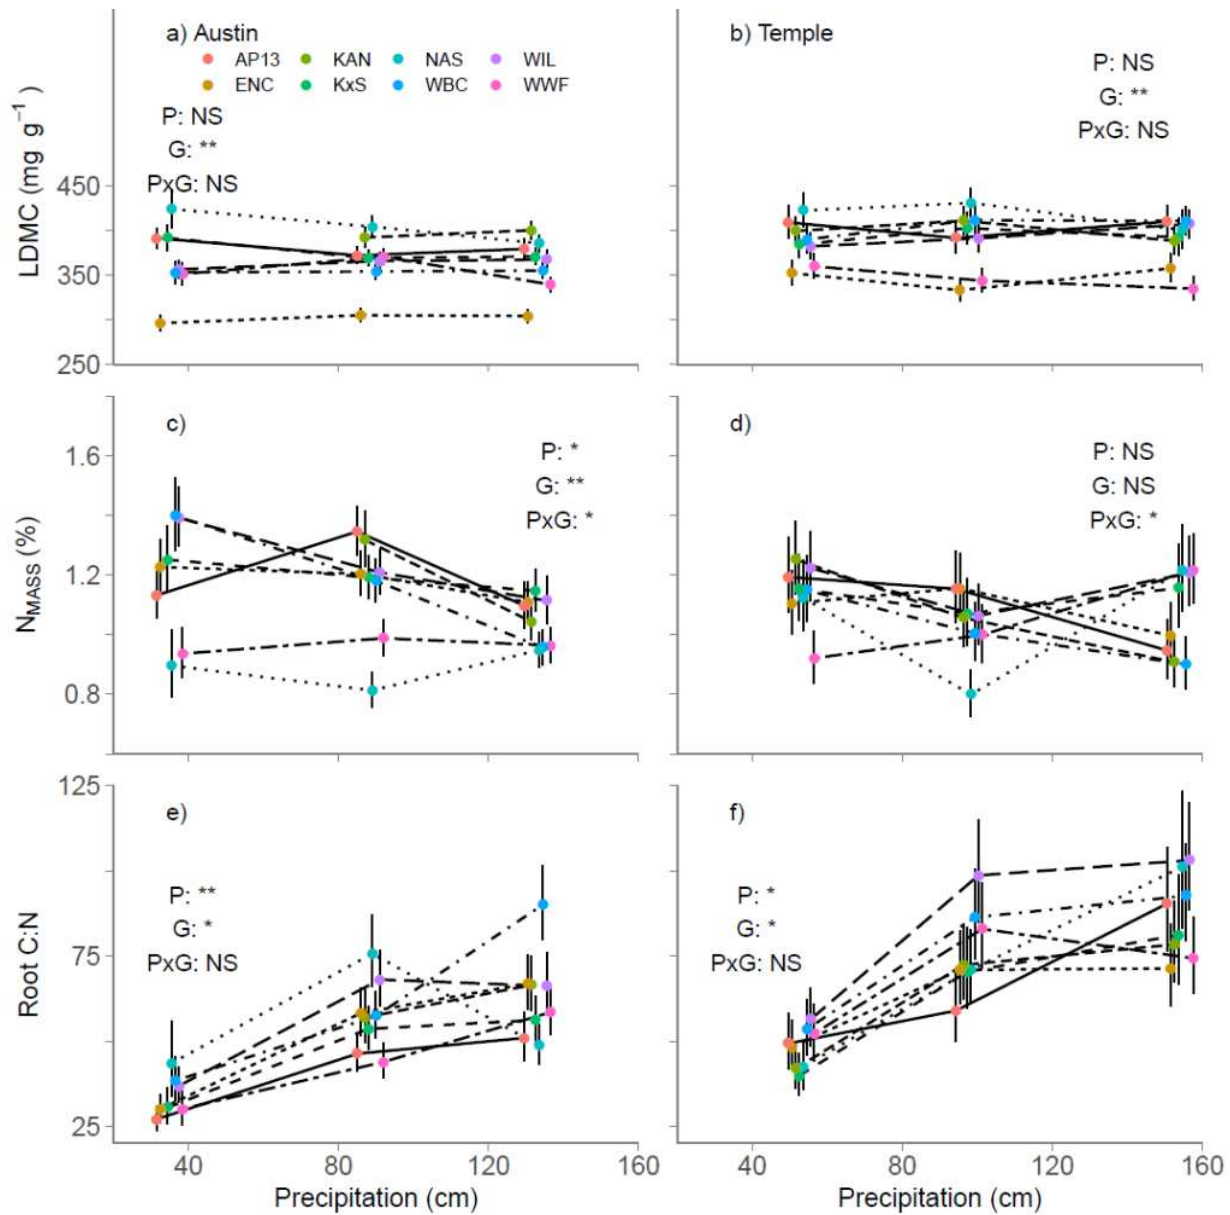 a) Austin
AP13 KAN NAS WIL
ENC KxS WBC WWF
P: NS
G: **
PxG: NS
LDMC (mg g⁻¹)
450
350
250
b) Temple
P: NS
G: **
PxG: NS
c)
P: *
G: **
PxG: *
N_MASS (%)
1.6
1.2
0.8
d)
P: NS
G: NS
PxG: *
e)
P: **
G: *
PxG: NS
Root C:N
125
75
25
40 80 120 160
Precipitation (cm)
f)
P: *
G: *
PxG: NS
40 80 120 160
Precipitation (cm)